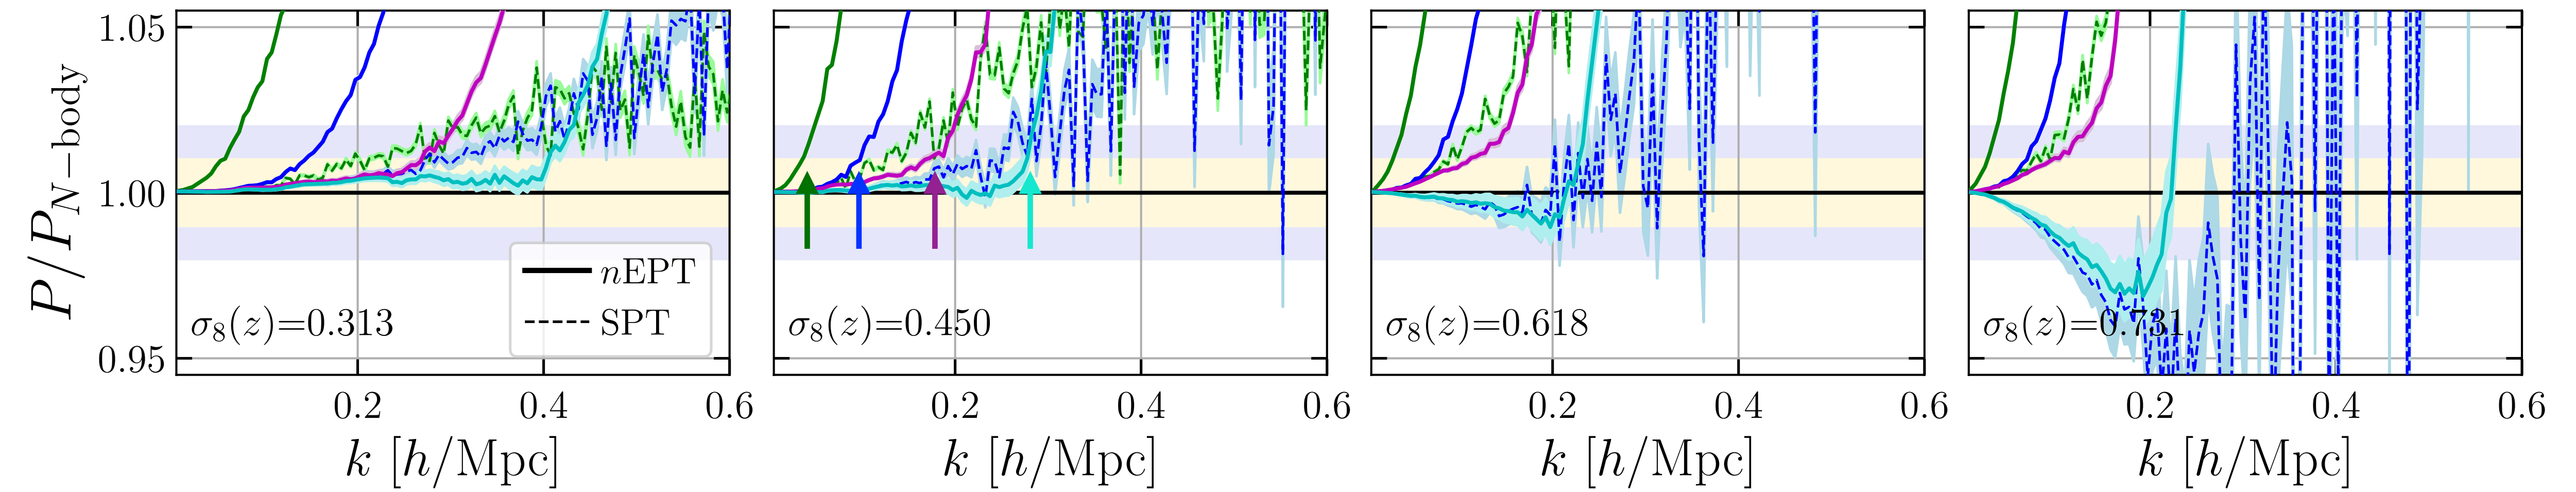 P/P_{N-body}
1.05
1.00
0.95
nEPT
SPT
σ₈(z)=0.313
σ₈(z)=0.450
σ₈(z)=0.618
σ₈(z)=0.731
0.2 0.4 0.6
0.2 0.4 0.6
0.2 0.4 0.6
0.2 0.4 0.6
k [h/Mpc]
k [h/Mpc]
k [h/Mpc]
k [h/Mpc]